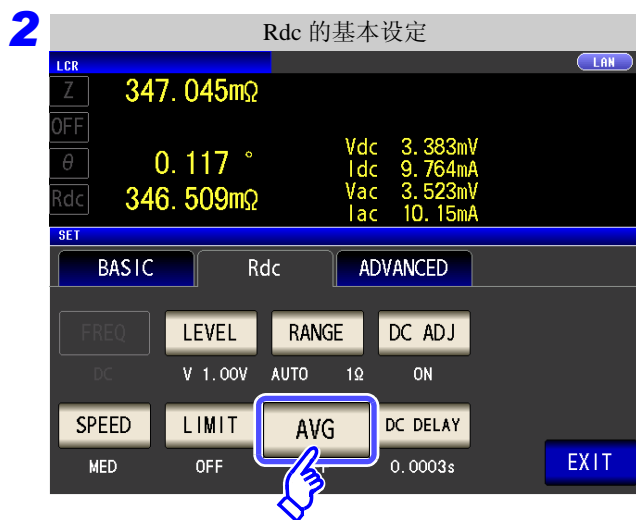 2
Rdc 的基本设定
LCR
LAN
Z 347.045mΩ
OFF
θ 0.117 °
Rdc 346.509mΩ
Vdc 3.383mV
Idc 9.764mA
Vac 3.523mV
Iac 10.15mA
SET
BASIC Rdc ADVANCED
FREQ LEVEL RANGE DC ADJ
DC V 1.00V AUTO 1Ω ON
SPEED LIMIT AVG DC DELAY
MED OFF 0.0003s
EXIT